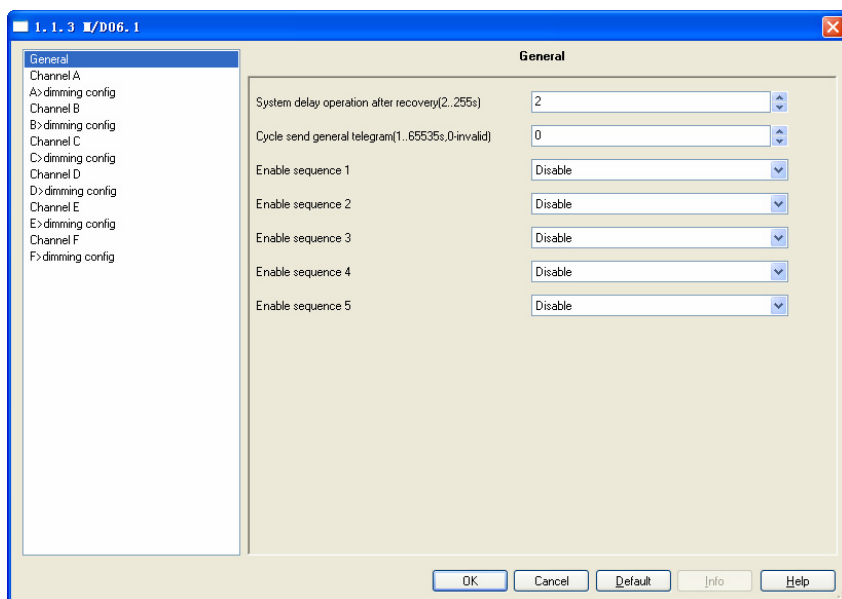 1.1.3 M/D06.1
General
Channel A
A>dimming config
Channel B
B>dimming config
Channel C
C>dimming config
Channel D
D>dimming config
Channel E
E>dimming config
Channel F
F>dimming config
General
System delay operation after recovery(2..255s) 2
Cycle send general telegram(1..65535s,0-invalid) 0
Enable sequence 1 Disable
Enable sequence 2 Disable
Enable sequence 3 Disable
Enable sequence 4 Disable
Enable sequence 5 Disable
OK Cancel Default Info Help